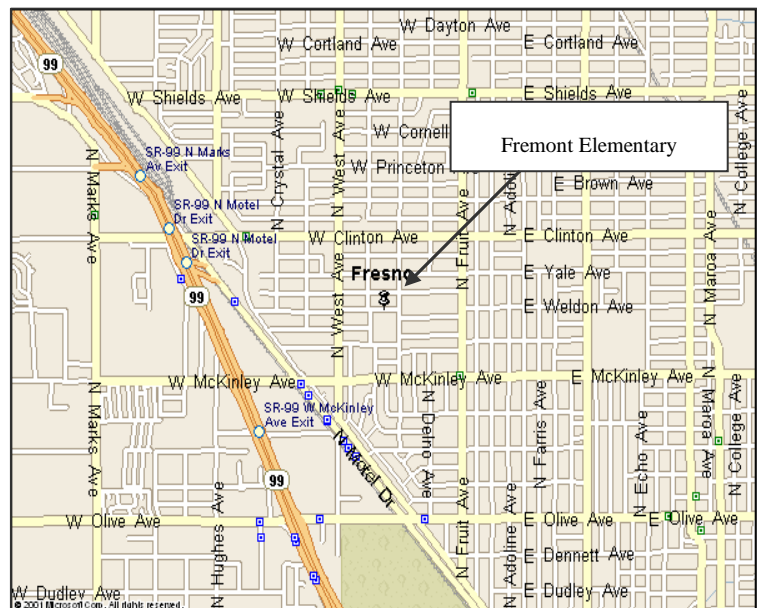 W Dayton Ave
W Cortland Ave
E Cortland Ave
99
W Shields Ave
W Shields Ave
E Shields Ave
W Cornell
Fremont Elementary
SR-99 N Marks
Av Exit
W Princeton
E Brown Ave
N Marks Ave
N Crystal Ave
N West Ave
N Fruit Ave
N Adoli
N Maroa Ave
N College Ave
SR-99 N Motel
Dr Exit
SR-99 N Motel
Dr Exit
W Clinton Ave
E Clinton Ave
Fresno
E Yale Ave
99
E Weldon Ave
N West Ave
W McKinley Ave
W McKinley Ave
E McKinley Ave
SR-99 W McKinley
Ave Exit
N Marks Ave
N Motel Dr
N Delno Ave
N Farris Ave
N Echo Ave
N Maroa Ave
N College Ave
99
W Olive Ave
E Olive Ave
E Olive Ave
N Hughes Ave
N Fruit Ave
N Adoline Ave
E Dennett Ave
W Dudley Ave
E Dudley Ave
© 2001 Microsoft Corp. All rights reserved.